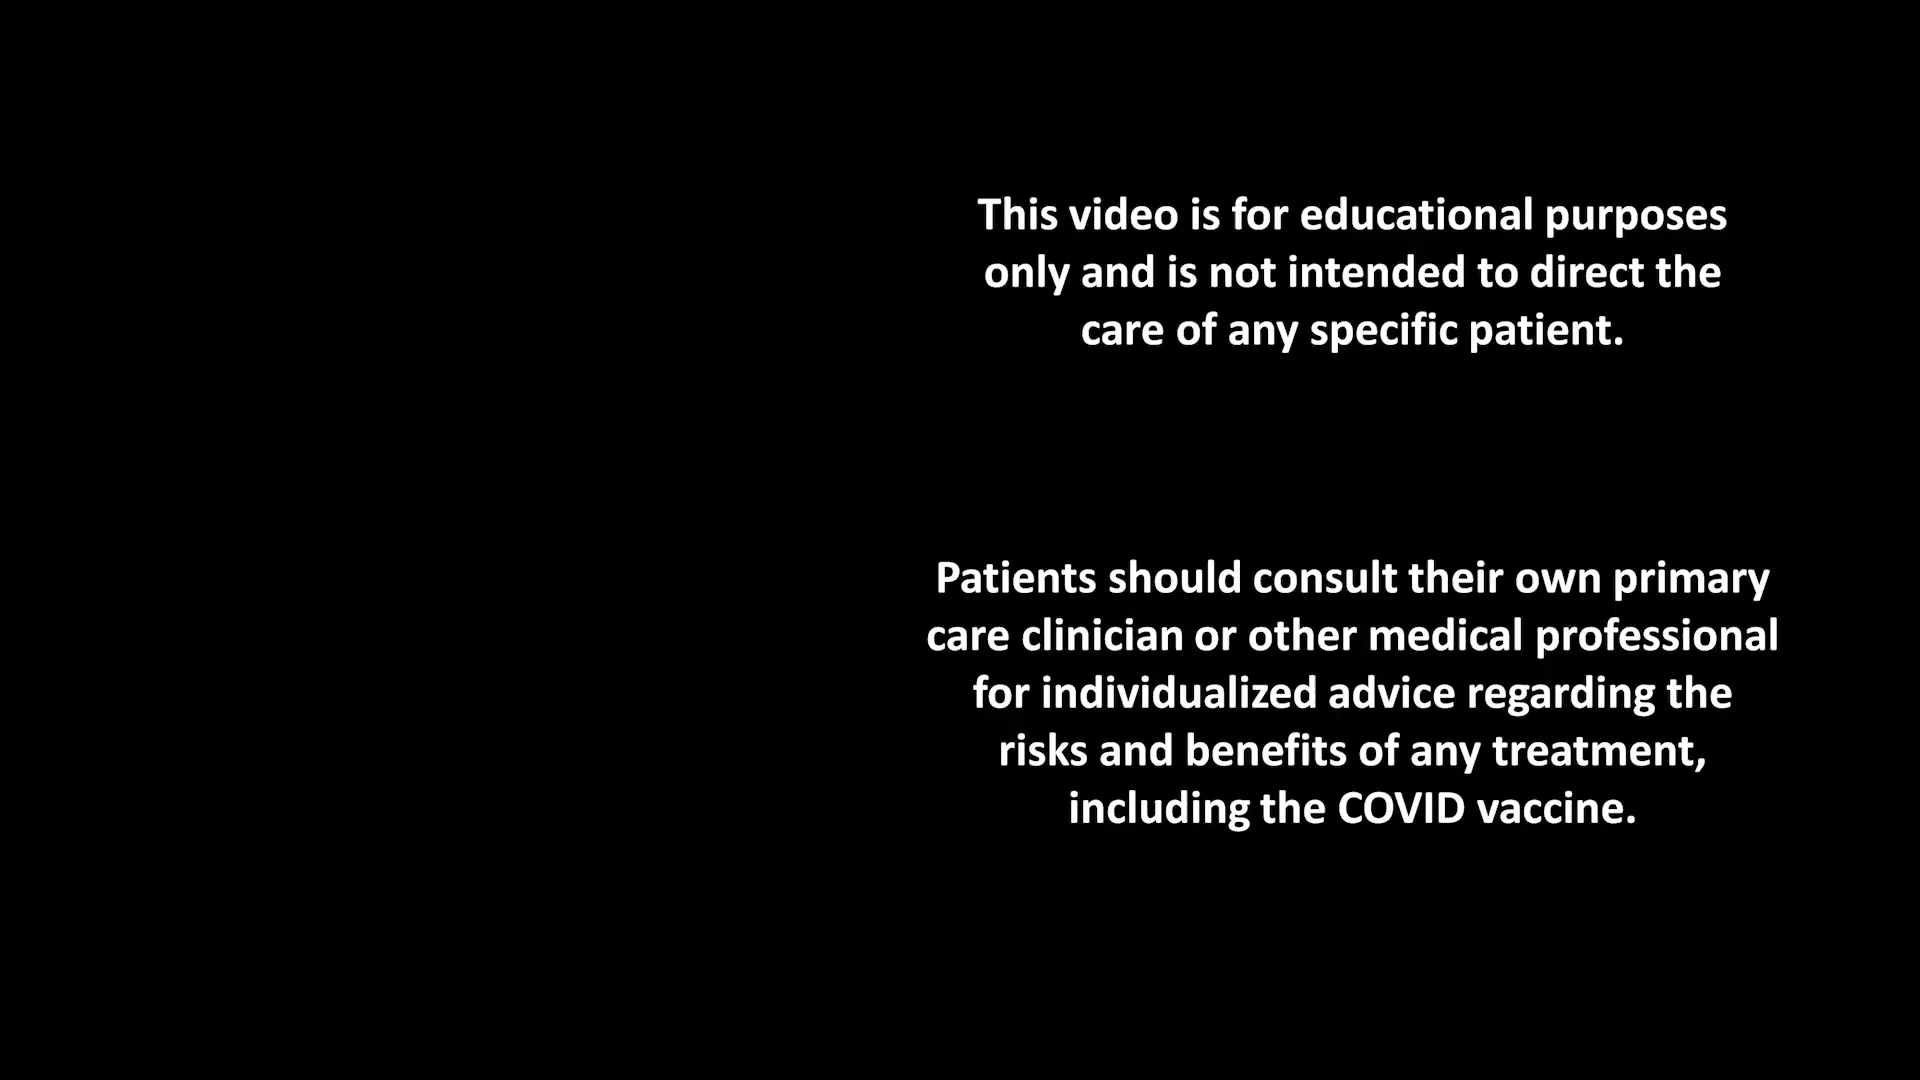 This video is for educational purposes
only and is not intended to direct the
care of any specific patient.
Patients should consult their own primary
care clinician or other medical professional
for individualized advice regarding the
risks and benefits of any treatment,
including the COVID vaccine.